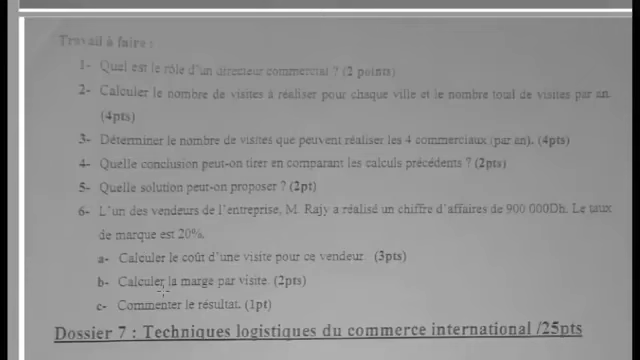 Travail à faire :
1- Quel est le rôle d'un directeur commercial ? (2 points)
2- Calculer le nombre de visites à réaliser pour chaque ville et le nombre total de visites par an.
(4pts)
3- Déterminer le nombre de visites que peuvent réaliser les 4 commerciaux (par an). (4pts)
4- Quelle conclusion peut-on tirer en comparant les calculs précédents ? (2pts)
5- Quelle solution peut-on proposer ? (2pt)
6- L'un des vendeurs de l'entreprise, M. Rajy a réalisé un chiffre d'affaires de 900 000Dh. Le taux
de marque est 20%.
a- Calculer le coût d'une visite pour ce vendeur. (3pts)
b- Calculer la marge par visite. (2pts)
c- Commenter le résultat. (1pt)
Dossier 7 : Techniques logistiques du commerce international /25pts